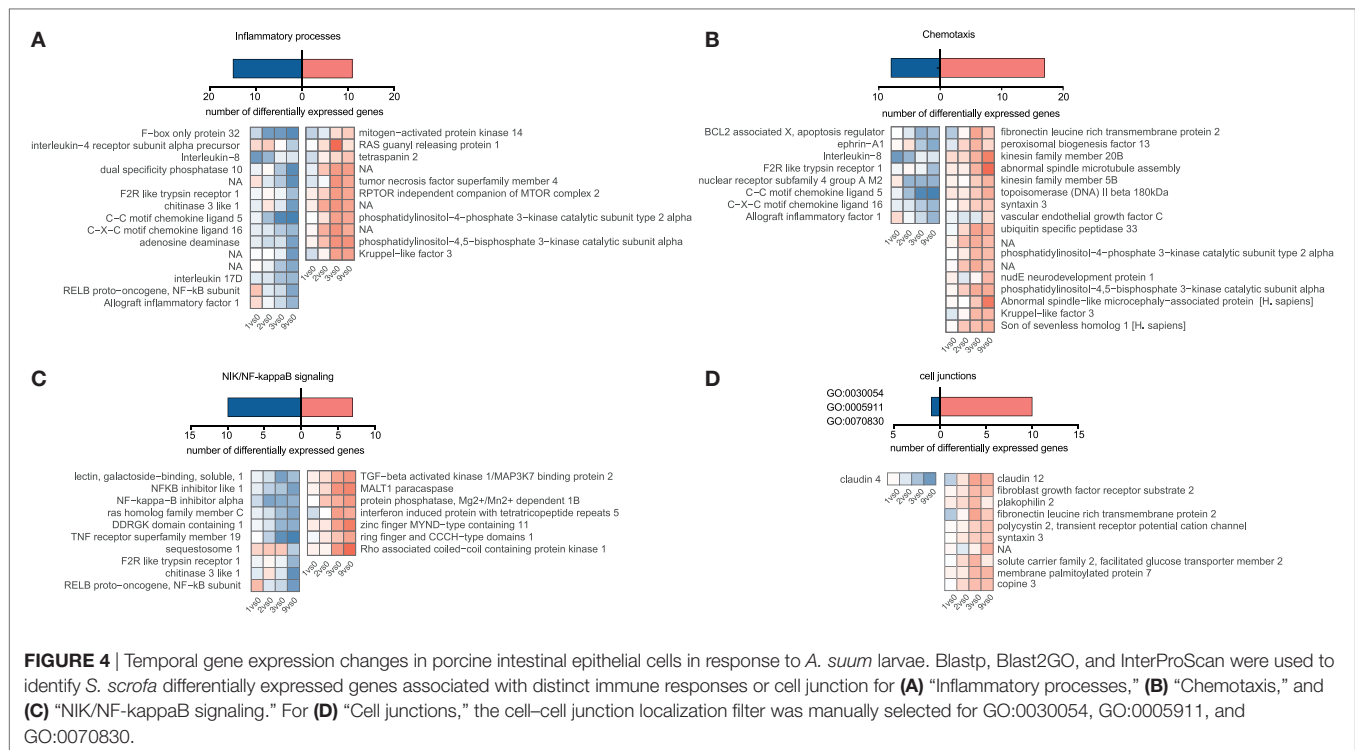 A
Inflammatory processes
20 10 0 10 20
number of differentially expressed genes
F-box only protein 32
interleukin-4 receptor subunit alpha precursor
Interleukin-8
dual specificity phosphatase 10
NA
F2R like trypsin receptor 1
chitinase 3 like 1
C-C motif chemokine ligand 5
C-X-C motif chemokine ligand 16
adenosine deaminase
NA
NA
interleukin 17D
RELB proto-oncogene, NF-kB subunit
Allograft inflammatory factor 1
1vs0 2vs0 3vs0 9vs0
mitogen-activated protein kinase 14
RAS guanyl releasing protein 1
tetraspanin 2
NA
tumor necrosis factor superfamily member 4
RPTOR independent companion of MTOR complex 2
NA
phosphatidylinositol-4-phosphate 3-kinase catalytic subunit type 2 alpha
NA
phosphatidylinositol-4,5-bisphosphate 3-kinase catalytic subunit alpha
Kruppel-like factor 3
1vs0 2vs0 3vs0 9vs0
B
Chemotaxis
10 0 10 20
number of differentially expressed genes
BCL2 associated X, apoptosis regulator
ephrin-A1
Interleukin-8
F2R like trypsin receptor 1
nuclear receptor subfamily 4 group A M2
C-C motif chemokine ligand 5
C-X-C motif chemokine ligand 16
Allograft inflammatory factor 1
1vs0 2vs0 3vs0 9vs0
fibronectin leucine rich transmembrane protein 2
peroxisomal biogenesis factor 13
kinesin family member 20B
abnormal spindle microtubule assembly
kinesin family member 5B
topoisomerase (DNA) II beta 180kDa
syntaxin 3
vascular endothelial growth factor C
ubiquitin specific peptidase 33
NA
phosphatidylinositol-4-phosphate 3-kinase catalytic subunit type 2 alpha
NA
nudE neurodevelopment protein 1
phosphatidylinositol-4,5-bisphosphate 3-kinase catalytic subunit alpha
Abnormal spindle-like microcephaly-associated protein [H. sapiens]
Kruppel-like factor 3
Son of sevenless homolog 1 [H. sapiens]
1vs0 2vs0 3vs0 9vs0
C
NIK/NF-kappaB signaling
15 10 5 0 5 10
number of differentially expressed genes
lectin, galactoside-binding, soluble, 1
NFKB inhibitor like 1
NF-kappa-B inhibitor alpha
ras homolog family member C
DDRGK domain containing 1
TNF receptor superfamily member 19
sequestosome 1
F2R like trypsin receptor 1
chitinase 3 like 1
RELB proto-oncogene, NF-kB subunit
1vs0 2vs0 3vs0 9vs0
TGF-beta activated kinase 1/MAP3K7 binding protein 2
MALT1 paracaspase
protein phosphatase, Mg2+/Mn2+ dependent 1B
interferon induced protein with tetratricopeptide repeats 5
zinc finger MYND-type containing 11
ring finger and CCCH-type domains 1
Rho associated coiled-coil containing protein kinase 1
1vs0 2vs0 3vs0 9vs0
D
cell junctions
GO:0030054
GO:0005911
GO:0070830
5 0 5 10 15
number of differentially expressed genes
claudin 4
1vs0 2vs0 3vs0 9vs0
claudin 12
fibroblast growth factor receptor substrate 2
plakophilin 2
fibronectin leucine rich transmembrane protein 2
polycystin 2, transient receptor potential cation channel
syntaxin 3
NA
solute carrier family 2, facilitated glucose transporter member 2
membrane palmitoylated protein 7
copine 3
1vs0 2vs0 3vs0 9vs0
FIGURE 4 | Temporal gene expression changes in porcine intestinal epithelial cells in response to A. suum larvae. Blastp, Blast2GO, and InterProScan were used to
identify S. scrofa differentially expressed genes associated with distinct immune responses or cell junction for (A) “Inflammatory processes,” (B) “Chemotaxis,” and
(C) “NIK/NF-kappaB signaling.” For (D) “Cell junctions,” the cell–cell junction localization filter was manually selected for GO:0030054, GO:0005911, and
GO:0070830.